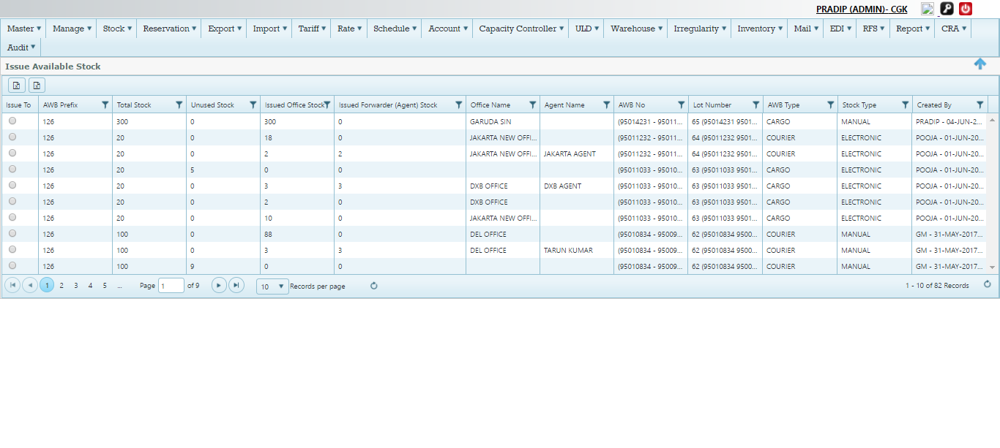 PRADIP (ADMIN)- CGK
Master Manage Stock Reservation Export Import Tariff Rate Schedule Account Capacity Controller ULD Warehouse Irregularity Inventory Mail EDI RFS Report CRA
Audit
Issue Available Stock
Issue To AWB Prefix Total Stock Unused Stock Issued Office Stock Issued Forwarder (Agent) Stock Office Name Agent Name AWB No Lot Number AWB Type Stock Type Created By
126 300 0 300 0 GARUDA SIN (95014231 - 95011... 65 (95014231 9501... CARGO MANUAL PRADIP - 04-JUN-2...
126 20 0 18 0 JAKARTA NEW OFFI... (95011232 - 95011... 64 (95011232 9501... COURIER ELECTRONIC POOJA - 01-JUN-20...
126 20 0 2 2 JAKARTA NEW OFFI... JAKARTA AGENT (95011232 - 95011... 64 (95011232 9501... COURIER ELECTRONIC POOJA - 01-JUN-20...
126 20 5 0 0 (95011033 - 95010... 63 (95011033 9501... CARGO ELECTRONIC POOJA - 01-JUN-20...
126 20 0 3 3 DXB OFFICE DXB AGENT (95011033 - 95010... 63 (95011033 9501... CARGO ELECTRONIC POOJA - 01-JUN-20...
126 20 0 2 0 DXB OFFICE (95011033 - 95010... 63 (95011033 9501... CARGO ELECTRONIC POOJA - 01-JUN-20...
126 20 0 10 0 JAKARTA NEW OFFI... (95011033 - 95010... 63 (95011033 9501... CARGO ELECTRONIC POOJA - 01-JUN-20...
126 100 0 88 0 DEL OFFICE (95010834 - 95009... 62 (95010834 9500... COURIER MANUAL GM - 31-MAY-2017...
126 100 0 3 3 DEL OFFICE TARUN KUMAR (95010834 - 95009... 62 (95010834 9500... COURIER MANUAL GM - 31-MAY-2017...
126 100 9 0 0 (95010834 - 95009... 62 (95010834 9500... COURIER MANUAL GM - 31-MAY-2017...
1 2 3 4 5 ... Page 1 of 9 10 Records per page 1 - 10 of 82 Records